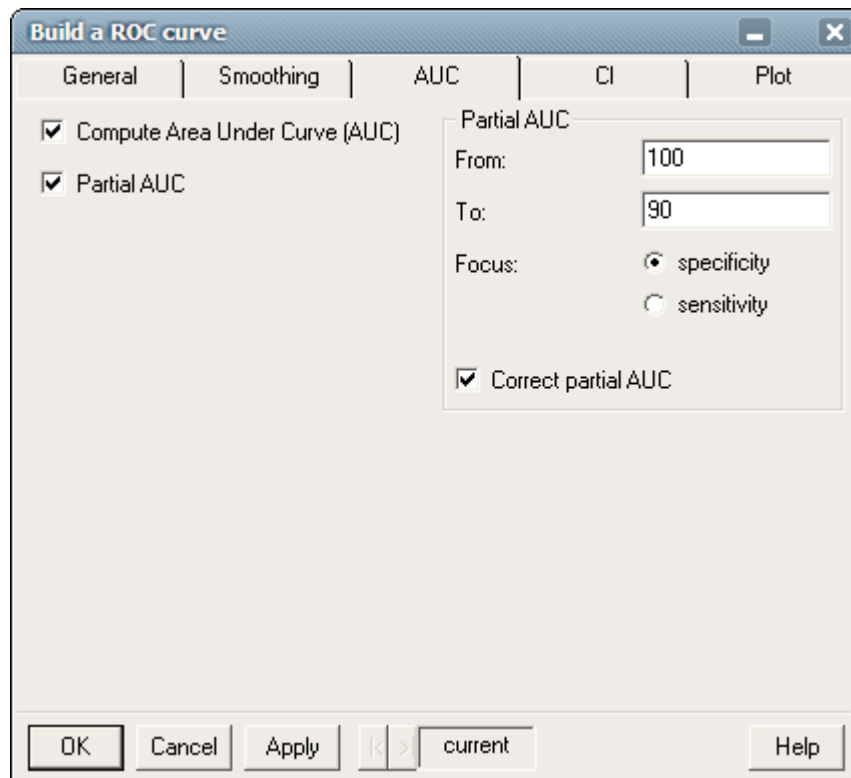 Build a ROC curve
General Smoothing AUC CI Plot
Compute Area Under Curve (AUC)
Partial AUC
Partial AUC
From: 100
To: 90
Focus: specificity
sensitivity
Correct partial AUC
OK Cancel Apply |< >| current Help